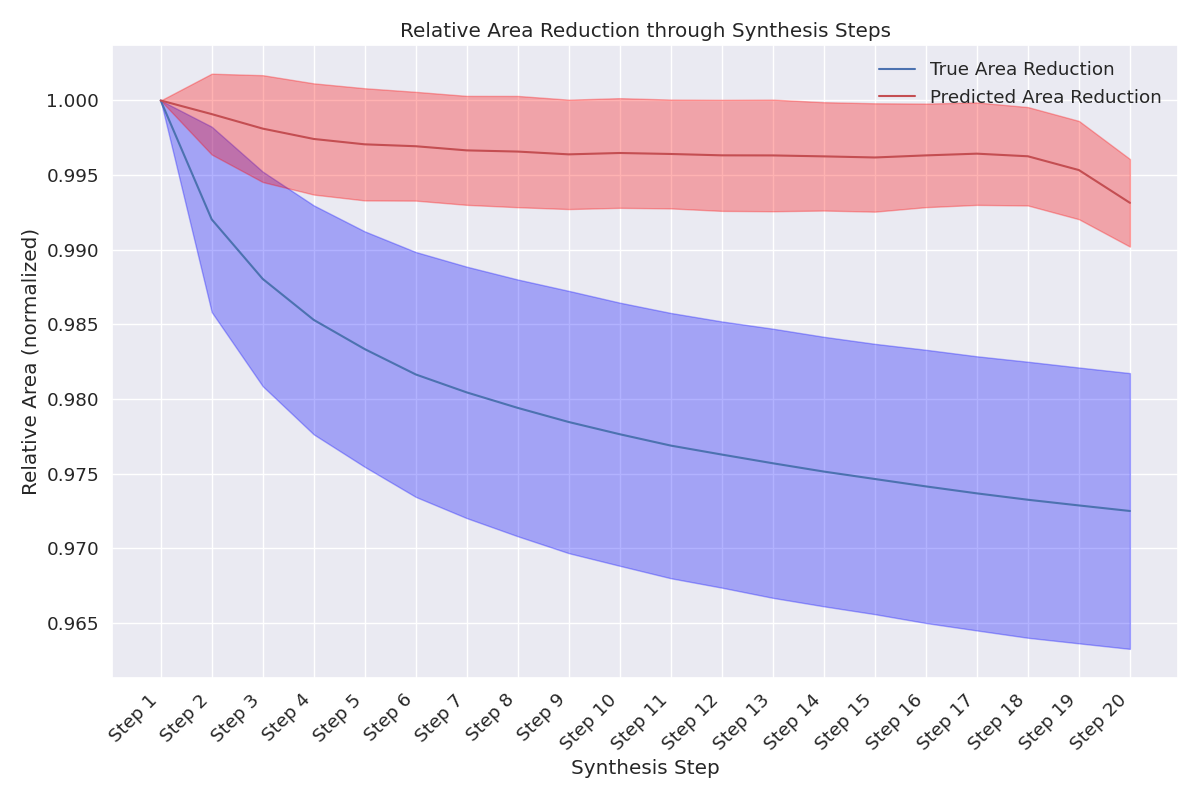 Relative Area Reduction through Synthesis Steps
True Area Reduction
Predicted Area Reduction
Relative Area (normalized)
1.000
0.995
0.990
0.985
0.980
0.975
0.970
0.965
Step 1
Step 2
Step 3
Step 4
Step 5
Step 6
Step 7
Step 8
Step 9
Step 10
Step 11
Step 12
Step 13
Step 14
Step 15
Step 16
Step 17
Step 18
Step 19
Step 20
Synthesis Step